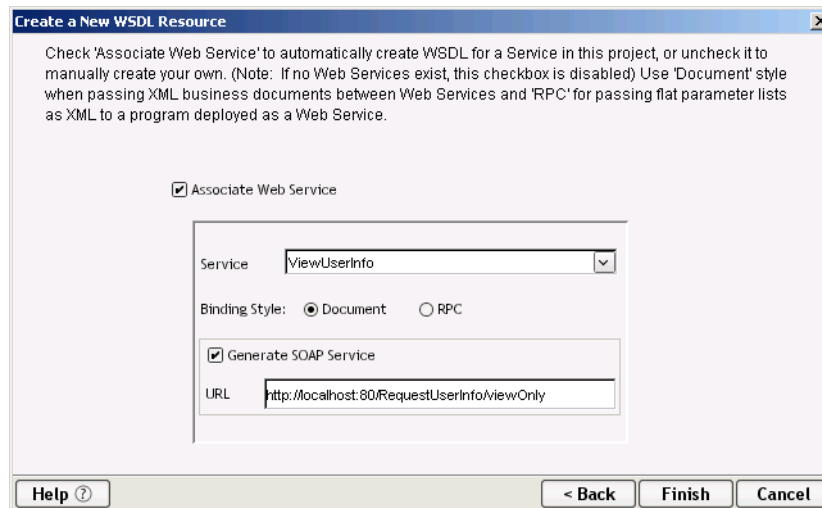 Create a New WSDL Resource
Check 'Associate Web Service' to automatically create WSDL for a Service in this project, or uncheck it to
manually create your own. (Note: If no Web Services exist, this checkbox is disabled) Use 'Document' style
when passing XML business documents between Web Services and 'RPC' for passing flat parameter lists
as XML to a program deployed as a Web Service.
Associate Web Service
Service ViewUserInfo
Binding Style: Document RPC
Generate SOAP Service
URL http://localhost:80/RequestUserInfo/viewOnly
Help ? < Back Finish Cancel